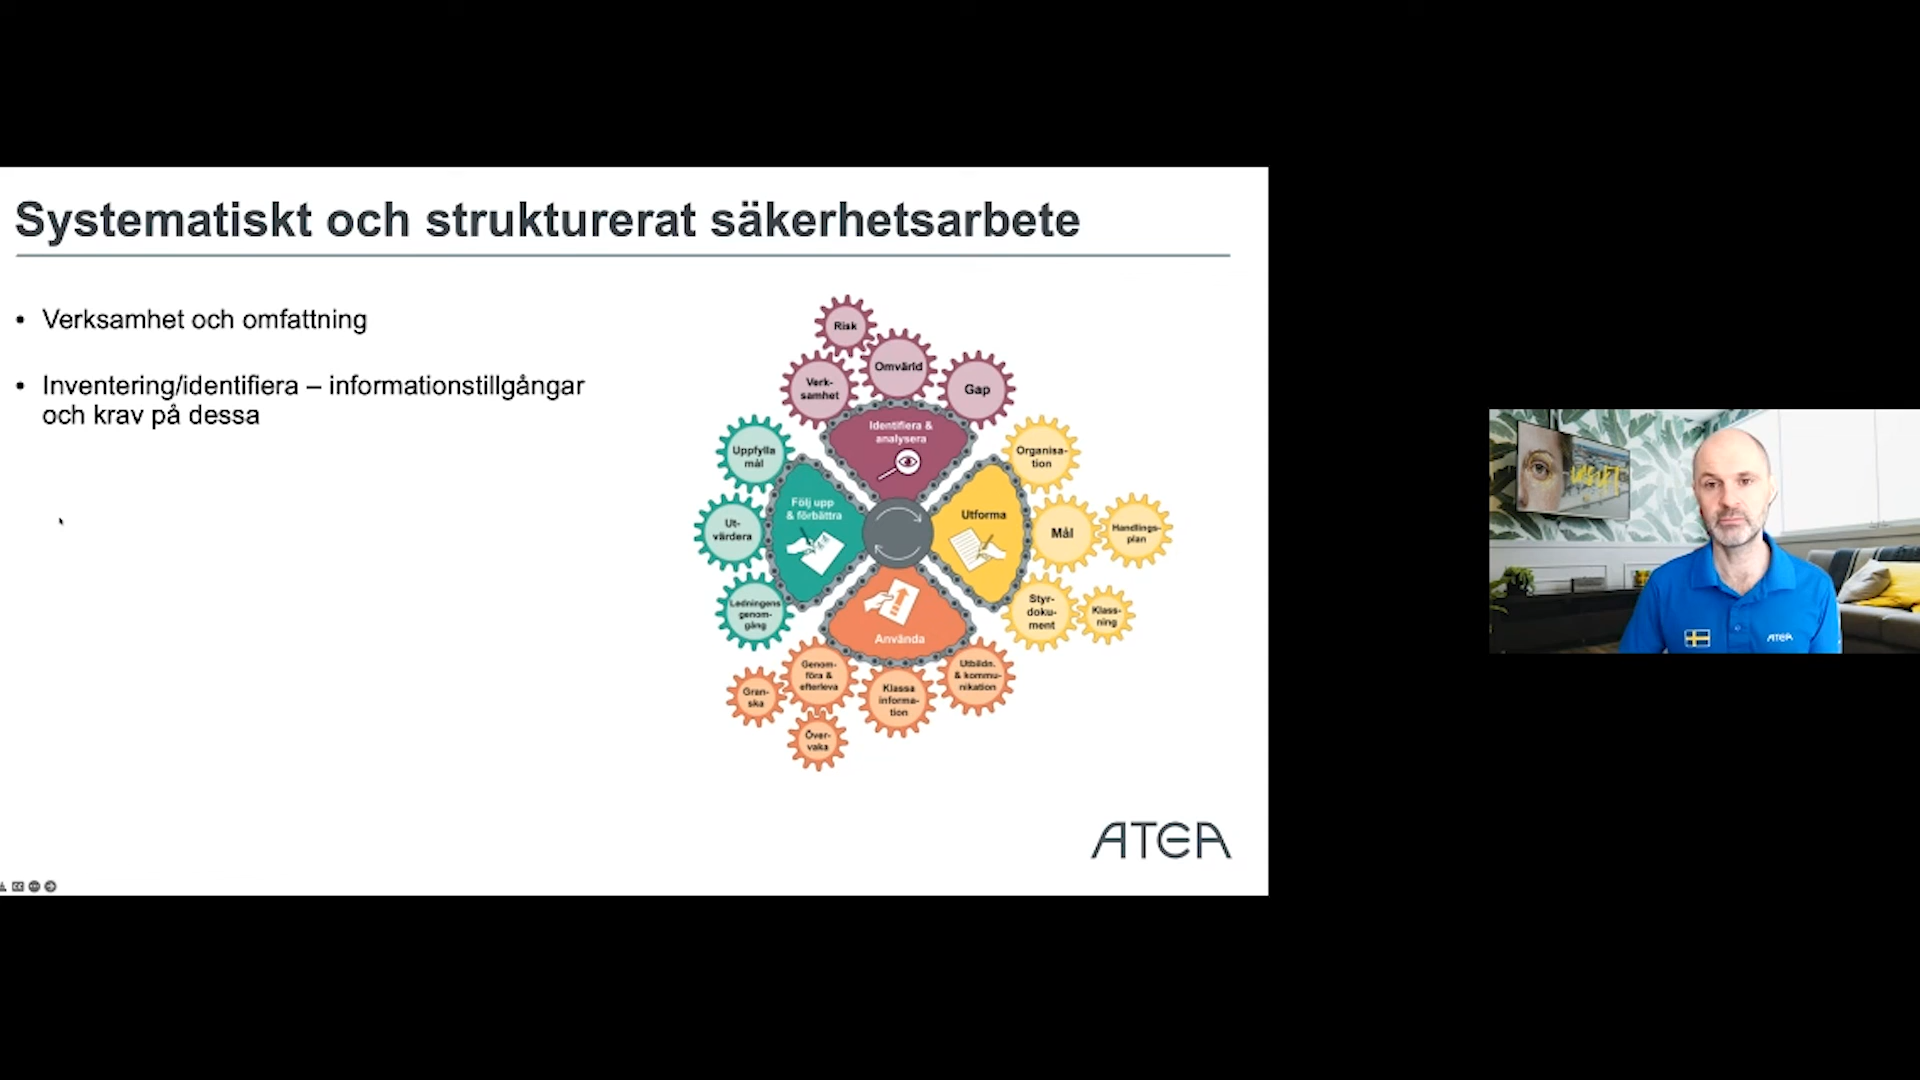 Systematiskt och strukturerat säkerhetsarbete
• Verksamhet och omfattning
• Inventering/identifiera – informationstillgångar
och krav på dessa
Risk
Omvärld
Verk-
samhet
Gap
Identifiera &
analysera
Organisa-
tion
Utforma
Mål
Handlings-
plan
Styr-
doku-
ment
Klass-
ning
Använda
Utbildn.
& kommu-
nikation
Klassa
informa-
tion
Genom-
föra &
efterleva
Gran-
ska
Över-
vaka
Följ upp
& förbättra
Uppfylla
mål
Ut-
värdera
Ledningens
genom-
gång
ATEA
insikt
ATEA